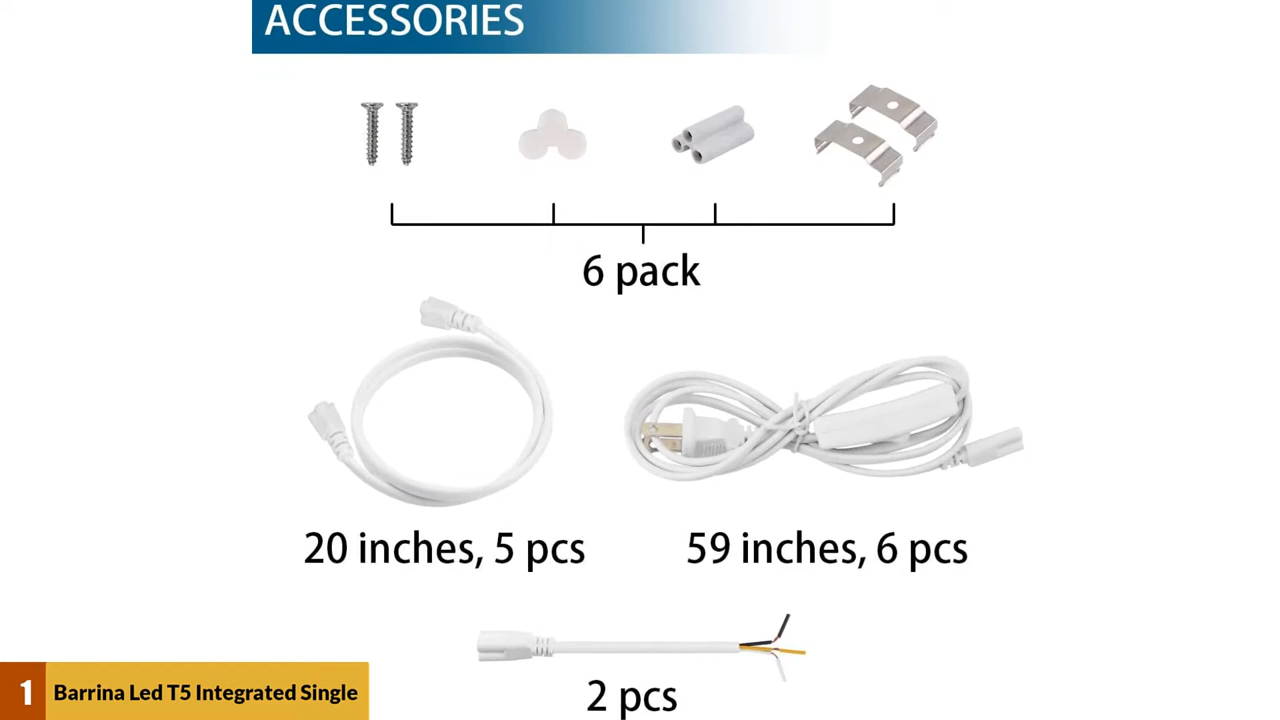 ACCESSORIES
6 pack
20 inches, 5 pcs
59 inches, 6 pcs
2 pcs
1 Barrina Led T5 Integrated Single